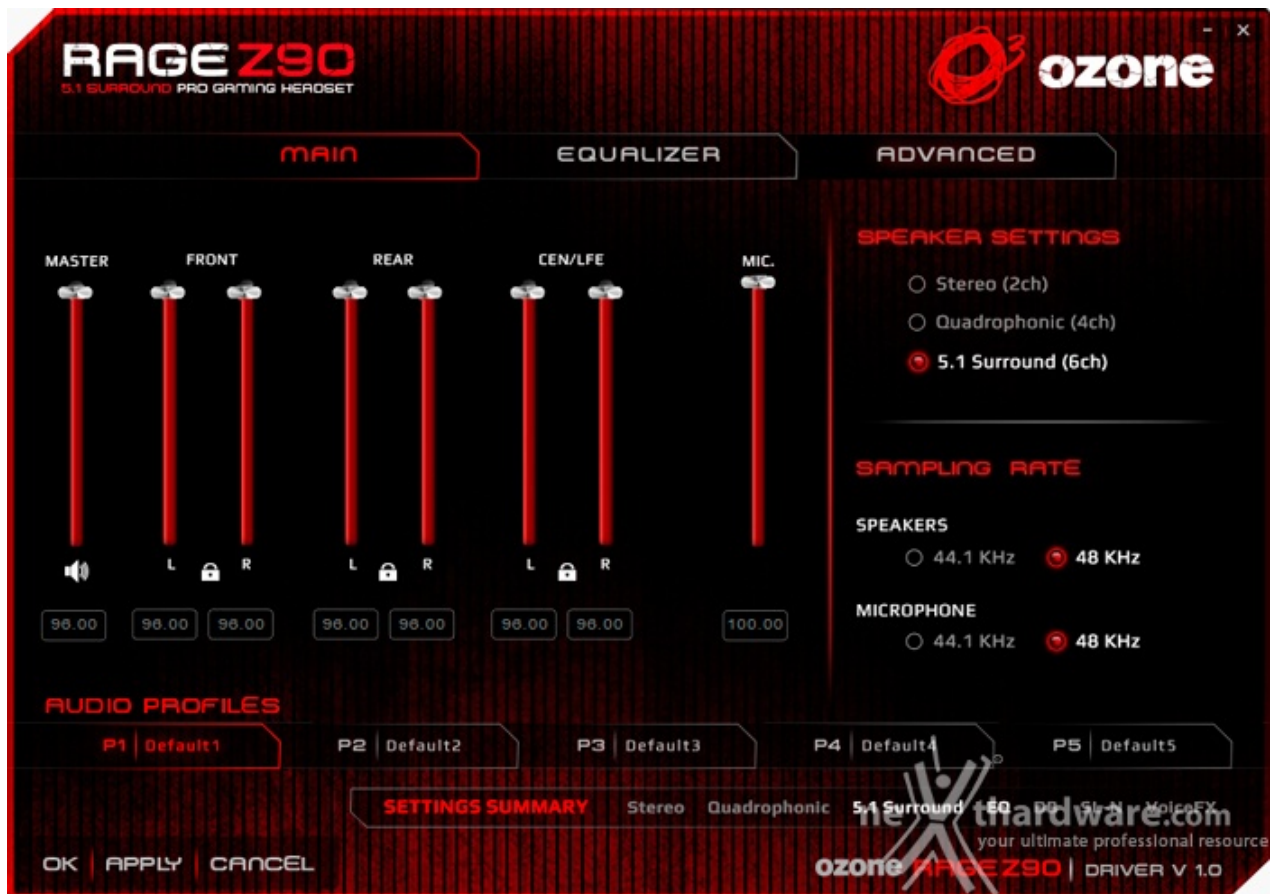 RAGE Z90
5.1 SURROUND PRO GAMING HEADSET
ozone
MAIN
EQUALIZER
ADVANCED
MASTER
FRONT
REAR
CEN/LFE
MIC.
L R
L R
L R
96.00
96.00 96.00
96.00 96.00
96.00 96.00
100.00
SPEAKER SETTINGS
Stereo (2ch)
Quadrophonic (4ch)
5.1 Surround (6ch)
SAMPLING RATE
SPEAKERS
44.1 KHz 48 KHz
MICROPHONE
44.1 KHz 48 KHz
AUDIO PROFILES
P1 Default1
P2 Default2
P3 Default3
P4 Default4
P5 Default5
SETTINGS SUMMARY Stereo Quadrophonic 5.1 Surround EQ VoiceFX
nexthardware.com
your ultimate professional resource
OK APPLY CANCEL
ozone RAGE Z90 DRIVER V 1.0